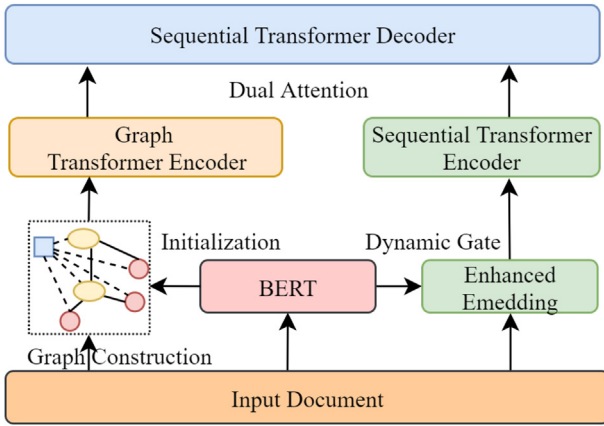 Sequential Transformer Decoder
Dual Attention
Graph
Transformer Encoder
Sequential Transformer
Encoder
Initialization
Dynamic Gate
BERT
Enhanced
Emedding
Graph Construction
Input Document